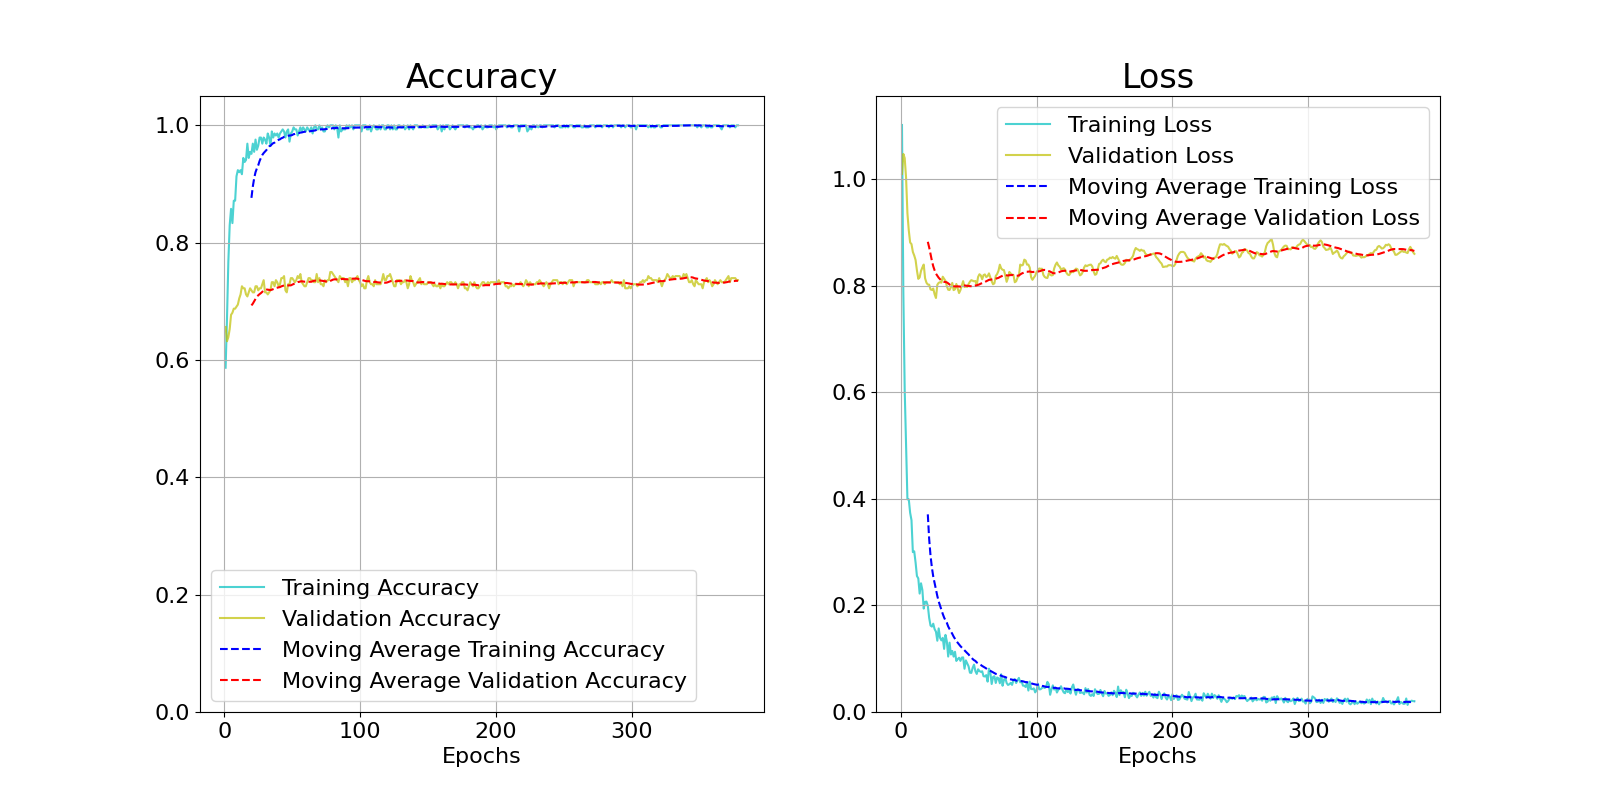 Accuracy
1.0
0.8
0.6
0.4
0.2
0.0
0 100 200 300
Epochs
Training Accuracy
Validation Accuracy
Moving Average Training Accuracy
Moving Average Validation Accuracy
Loss
1.0
0.8
0.6
0.4
0.2
0.0
0 100 200 300
Epochs
Training Loss
Validation Loss
Moving Average Training Loss
Moving Average Validation Loss